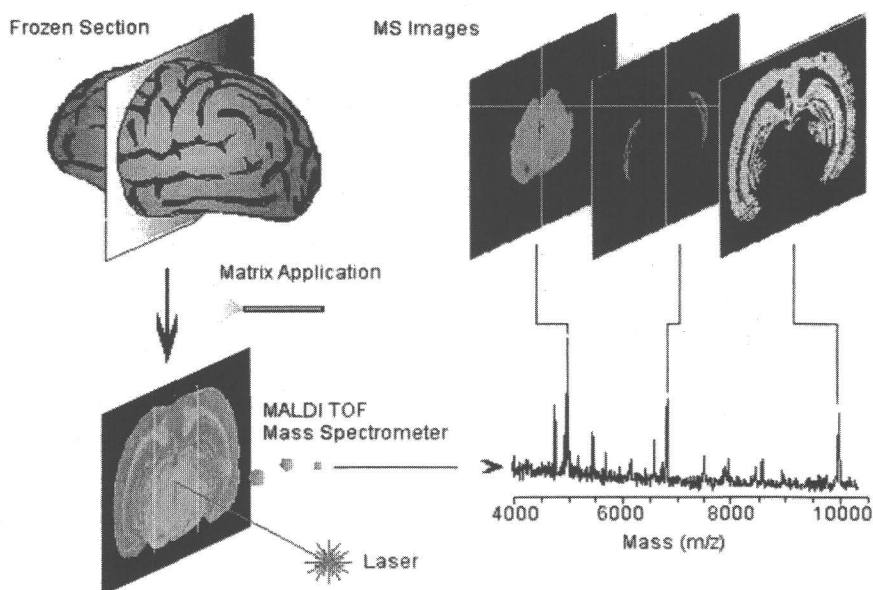 Frozen Section
MS Images
Matrix Application
MALDI TOF
Mass Spectrometer
Laser
4000 6000 8000 10000
Mass (m/z)